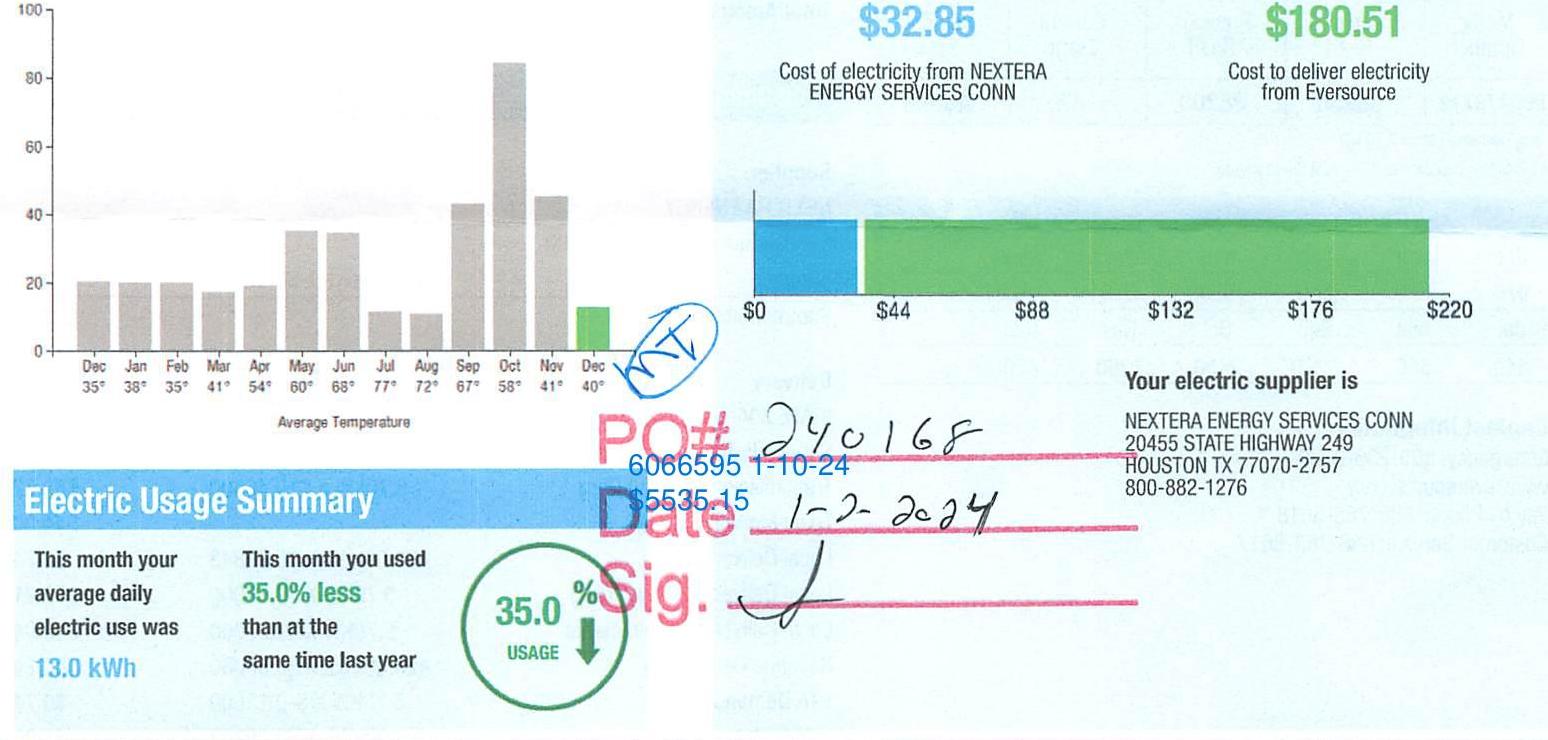 100
80
60
40
20
0
Dec Jan Feb Mar Apr May Jun Jul Aug Sep Oct Nov Dec
35° 38° 35° 41° 54° 60° 68° 77° 72° 67° 58° 41° 40°
Average Temperature
$32.85
Cost of electricity from NEXTERA
ENERGY SERVICES CONN
$180.51
Cost to deliver electricity
from Eversource
$0 $44 $88 $132 $176 $220
Your electric supplier is
NEXTERA ENERGY SERVICES CONN
20455 STATE HIGHWAY 249
HOUSTON TX 77070-2757
800-882-1276
PO# 240168
6066595 1-10-24
$5535.15
Date 1-2-2024
Sig.
Electric Usage Summary
This month your
average daily
electric use was
13.0 kWh
This month you used
35.0% less
than at the
same time last year
35.0 %
USAGE